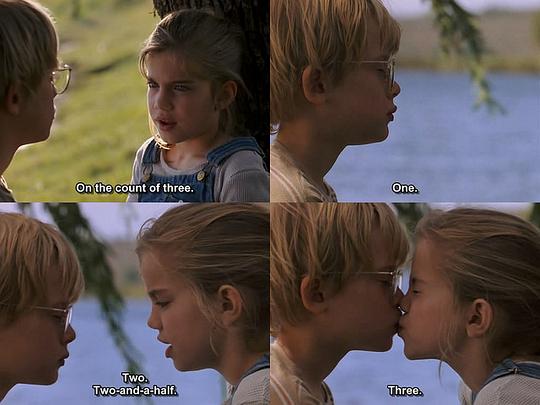 On the count of three.
One.
Two.
Two-and-a-half.
Three.